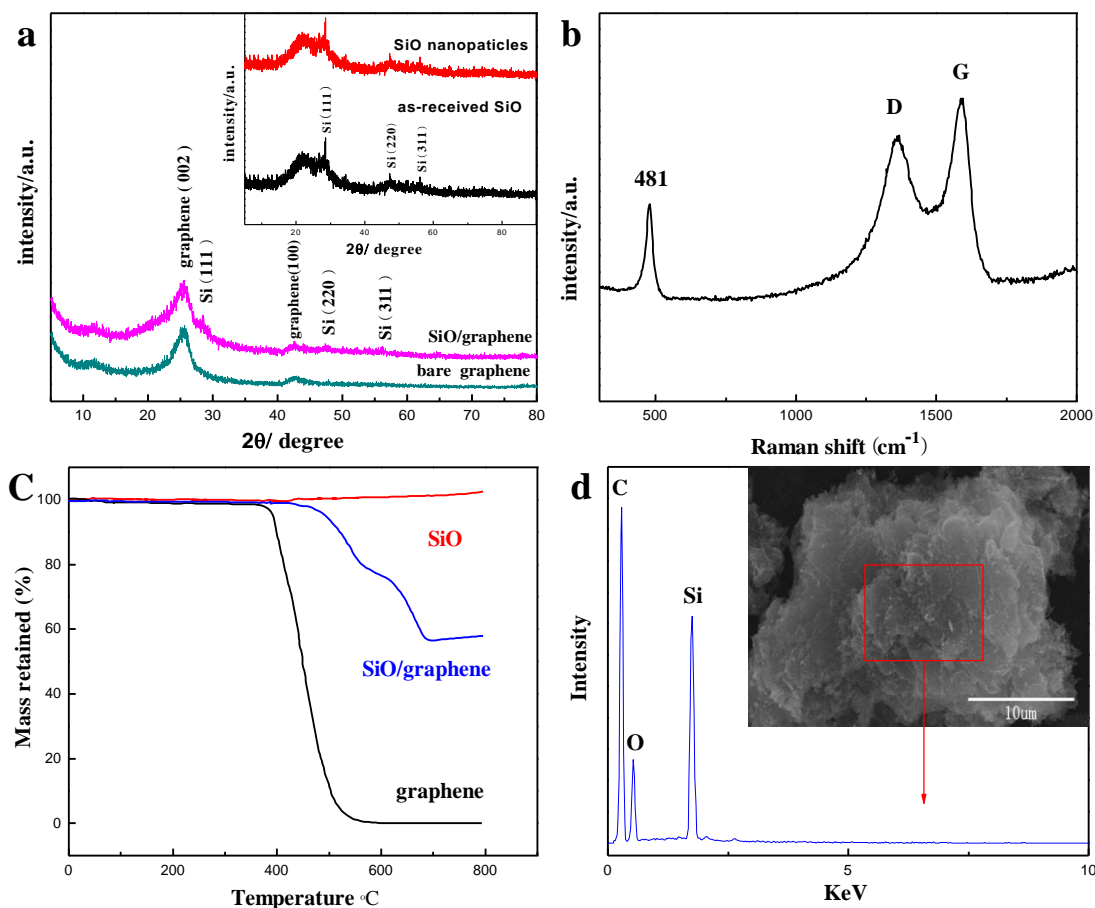 a
intensity/a.u.
2θ/ degree
10 20 30 40 50 60 70 80
graphene (002)
Si (111)
graphene(100)
Si (220)
Si (311)
SiO/graphene
bare graphene
SiO nanopaticles
as-received SiO
Si (111)
Si (220)
Si (311)
intensity/a.u.
20 40 60 80
2θ/ degree
b
intensity/a.u.
481
D
G
500 1000 1500 2000
Raman shift (cm-1)
C
Mass retained (%)
100
80
60
40
20
0
SiO
SiO/graphene
graphene
0 200 400 600 800
Temperature °C
d
Intensity
C
O
Si
10um
0 5 10
KeV